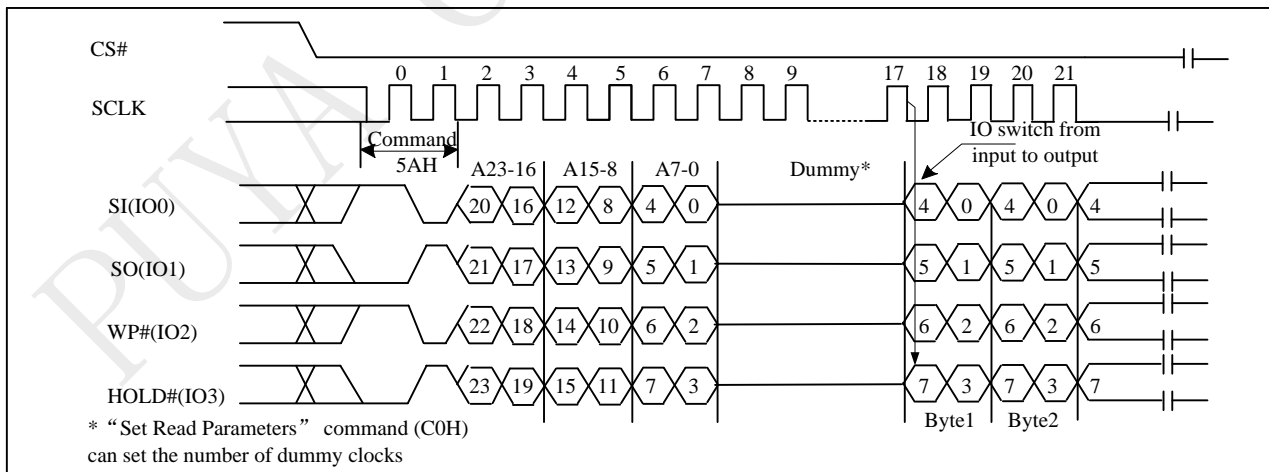 CS#
0 1 2 3 4 5 6 7 8 9 17 18 19 20 21
SCLK
Command
5AH
IO switch from
input to output
A23-16 A15-8 A7-0 Dummy*
SI(IO0) 20 16 12 8 4 0 4 0 4 0 4
SO(IO1) 21 17 13 9 5 1 5 1 5 1 5
WP#(IO2) 22 18 14 10 6 2 6 2 6 2 6
HOLD#(IO3) 23 19 15 11 7 3 7 3 7 3 7
Byte1 Byte2
* “Set Read Parameters” command (C0H)
can set the number of dummy clocks
PUYA